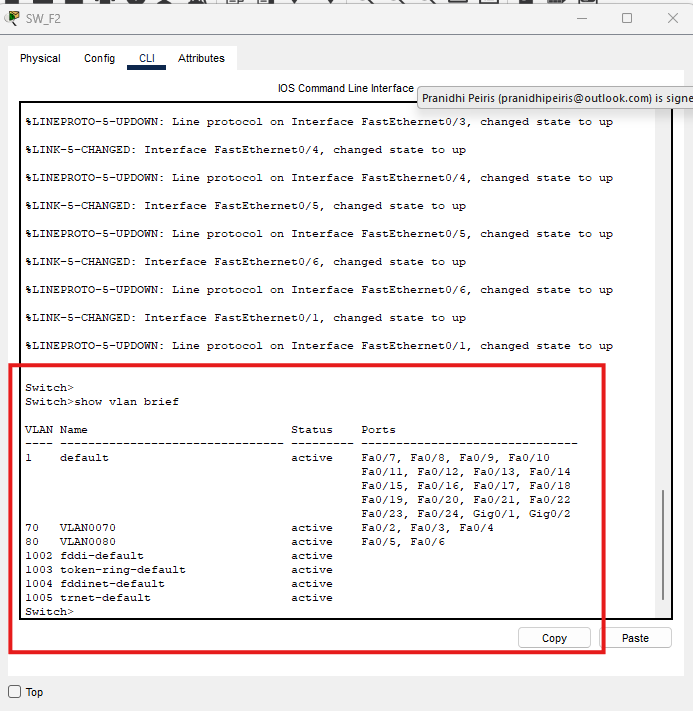 SW_F2
Physical Config CLI Attributes
IOS Command Line Interface
Pranidhi Peiris (pranidhipeiris@outlook.com) is signe
%LINEPROTO-5-UPDOWN: Line protocol on Interface FastEthernet0/3, changed state to up
%LINK-5-CHANGED: Interface FastEthernet0/4, changed state to up
%LINEPROTO-5-UPDOWN: Line protocol on Interface FastEthernet0/4, changed state to up
%LINK-5-CHANGED: Interface FastEthernet0/5, changed state to up
%LINEPROTO-5-UPDOWN: Line protocol on Interface FastEthernet0/5, changed state to up
%LINK-5-CHANGED: Interface FastEthernet0/6, changed state to up
%LINEPROTO-5-UPDOWN: Line protocol on Interface FastEthernet0/6, changed state to up
%LINK-5-CHANGED: Interface FastEthernet0/1, changed state to up
%LINEPROTO-5-UPDOWN: Line protocol on Interface FastEthernet0/1, changed state to up
Switch>
Switch>show vlan brief
VLAN Name                             Status    Ports
---- -------------------------------- --------- -------------------------------
1    default                          active    Fa0/7, Fa0/8, Fa0/9, Fa0/10
                                                Fa0/11, Fa0/12, Fa0/13, Fa0/14
                                                Fa0/15, Fa0/16, Fa0/17, Fa0/18
                                                Fa0/19, Fa0/20, Fa0/21, Fa0/22
                                                Fa0/23, Fa0/24, Gig0/1, Gig0/2
70   VLAN0070                         active    Fa0/2, Fa0/3, Fa0/4
80   VLAN0080                         active    Fa0/5, Fa0/6
1002 fddi-default                     active
1003 token-ring-default               active
1004 fddinet-default                  active
1005 trnet-default                    active
Switch>
Copy Paste
Top